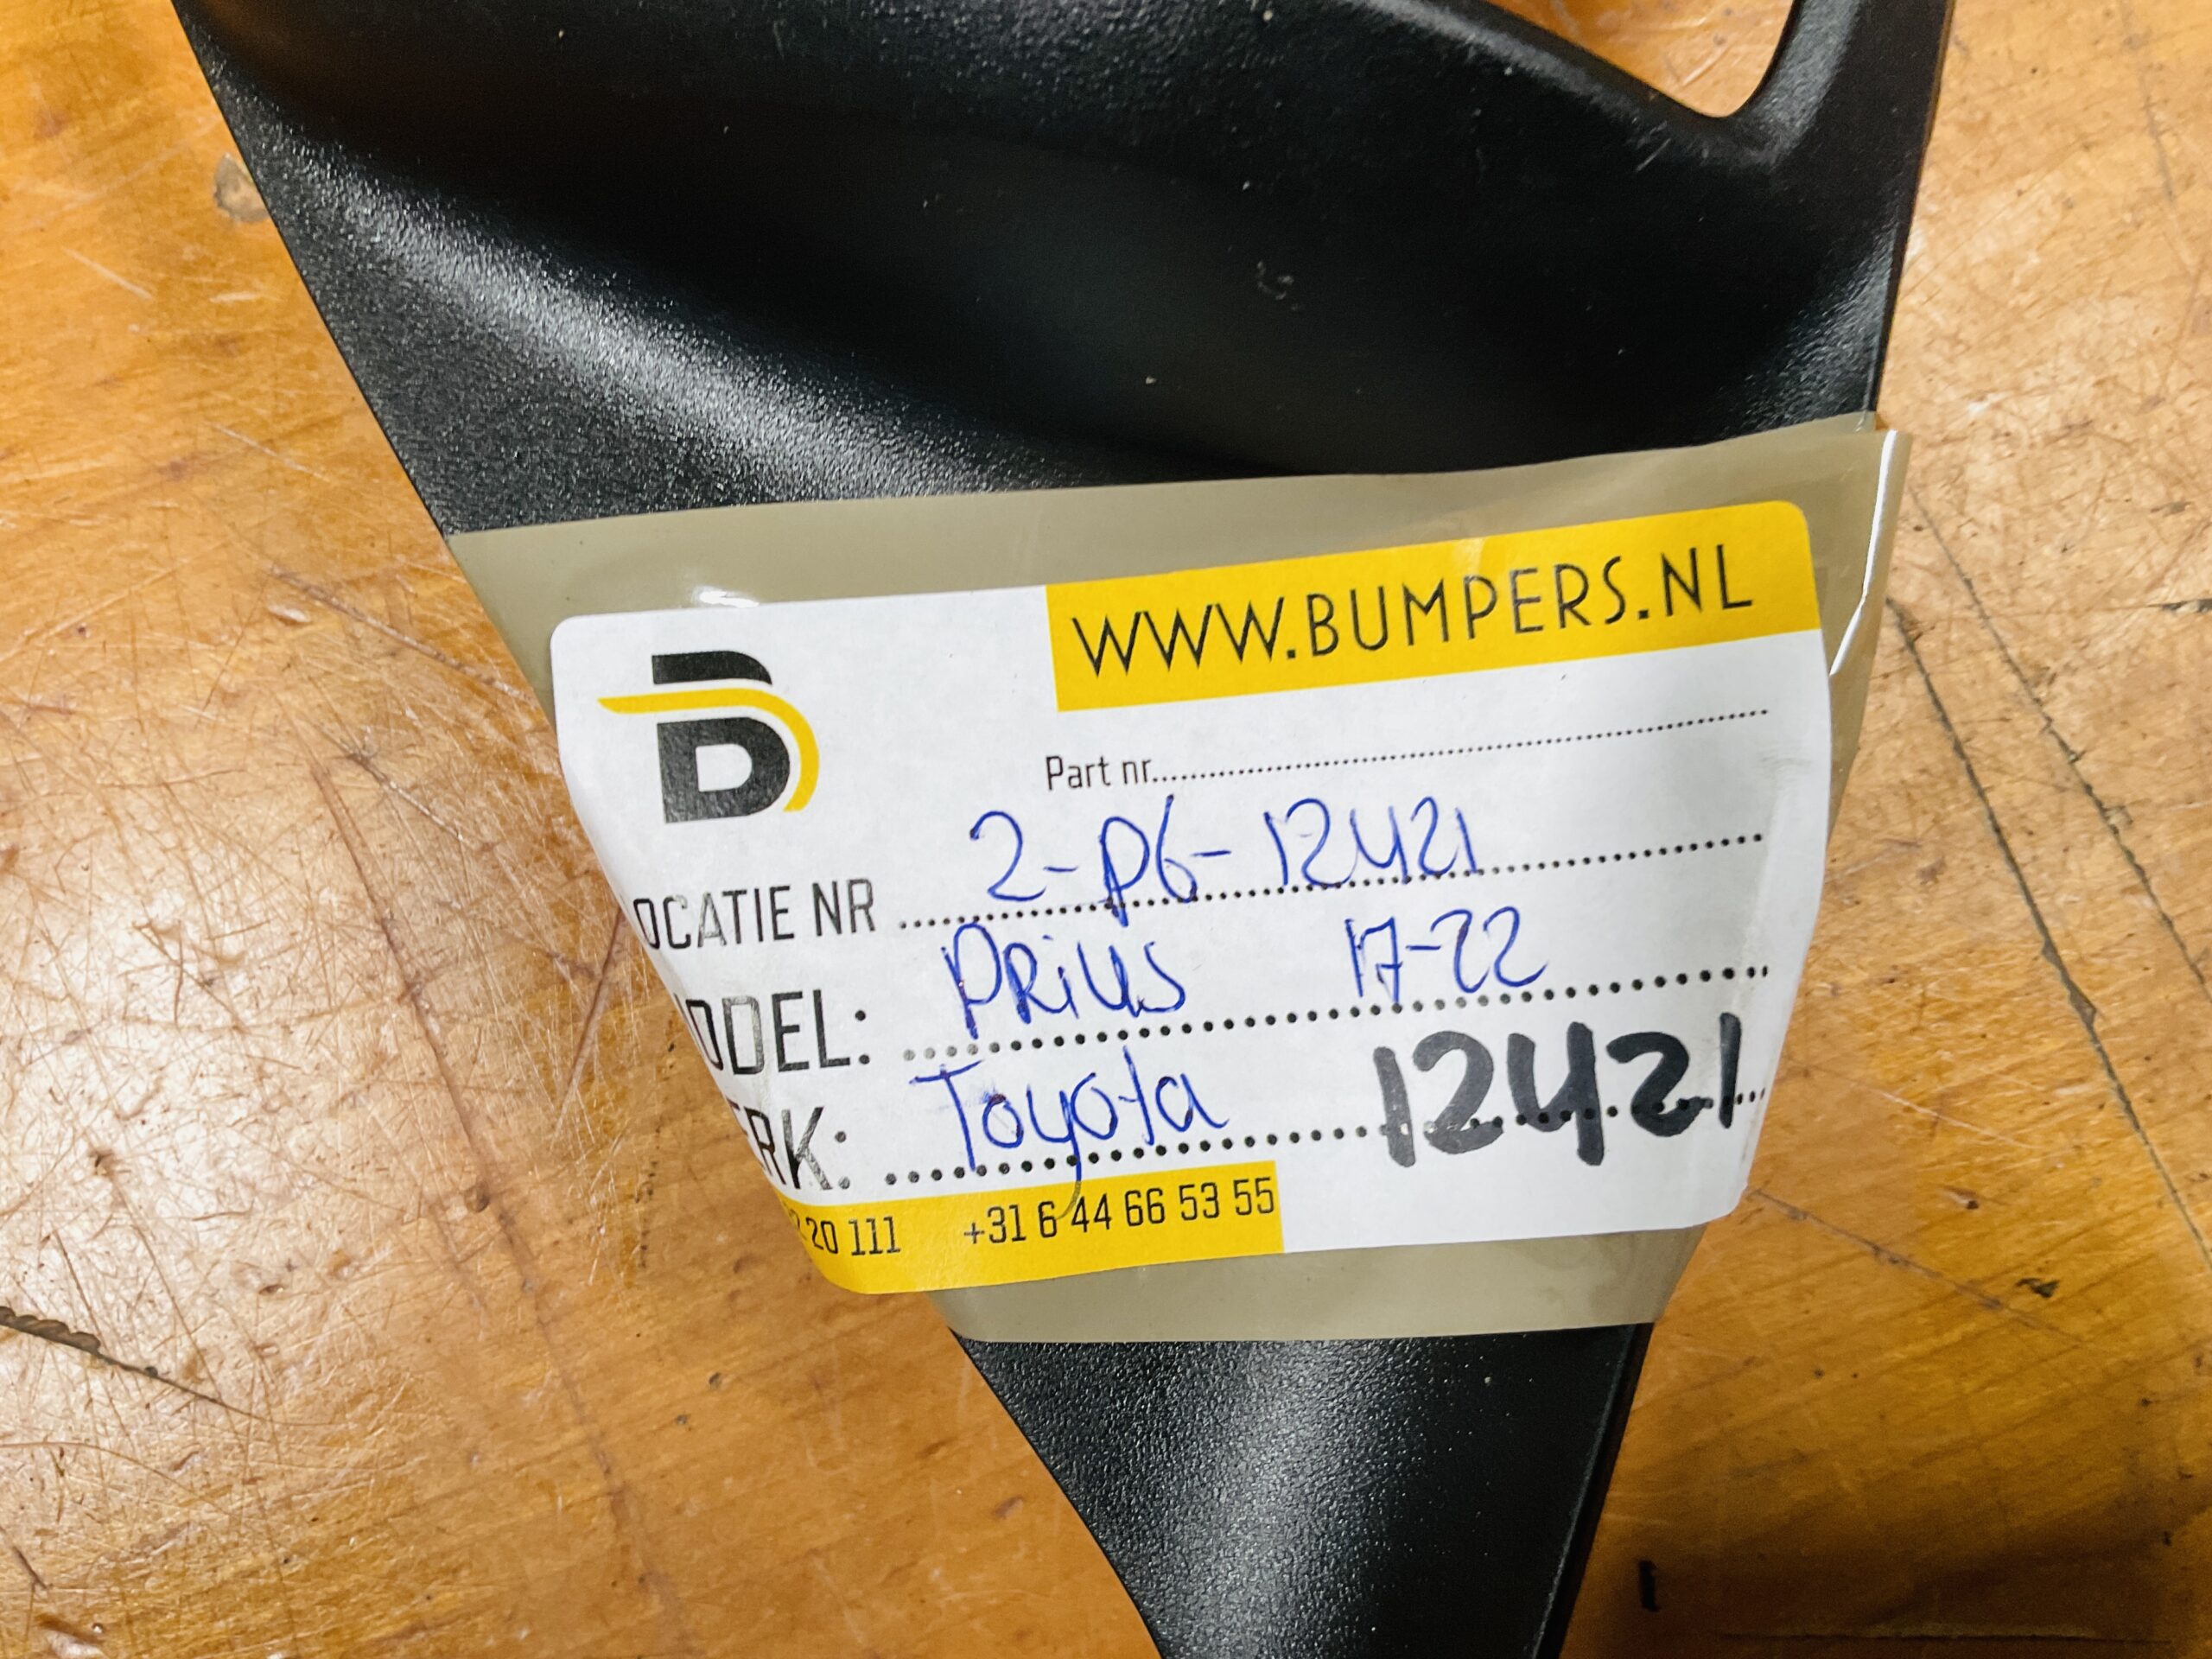 WWW.BUMPERS.NL
B
Part nr.
OCATIE NR 2-P6-12421
ODEL: PRiUS 17-22
ERK: Toyota 12421
20 111 +31 6 44 66 53 55